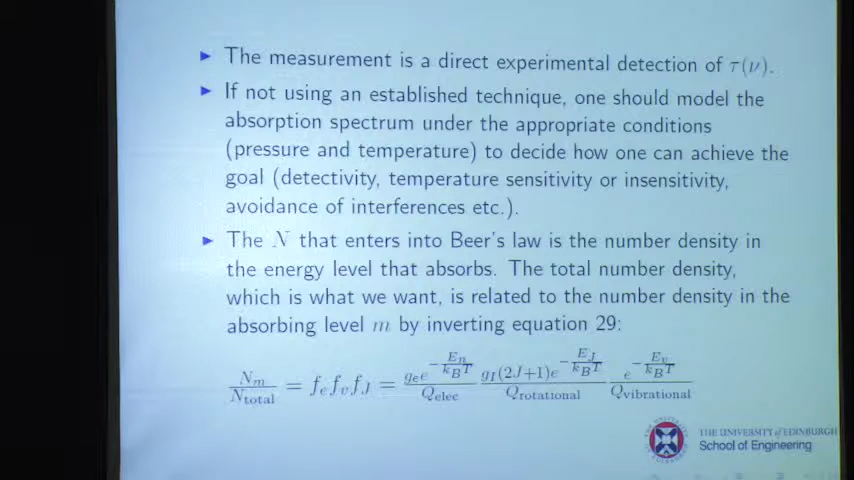 ▶ The measurement is a direct experimental detection of τ(ν).
▶ If not using an established technique, one should model the
absorption spectrum under the appropriate conditions
(pressure and temperature) to decide how one can achieve the
goal (detectivity, temperature sensitivity or insensitivity,
avoidance of interferences etc.).
▶ The N that enters into Beer's law is the number density in
the energy level that absorbs. The total number density,
which is what we want, is related to the number density in the
absorbing level m by inverting equation 29:
N_m/N_total = f_e f_v f_J = g_e e^{-E_n/k_BT}/Q_elec g_I(2J+1)e^{-E_J/k_BT}/Q_rotational e^{-E_v/k_BT}/Q_vibrational
THE UNIVERSITY of EDINBURGH
School of Engineering